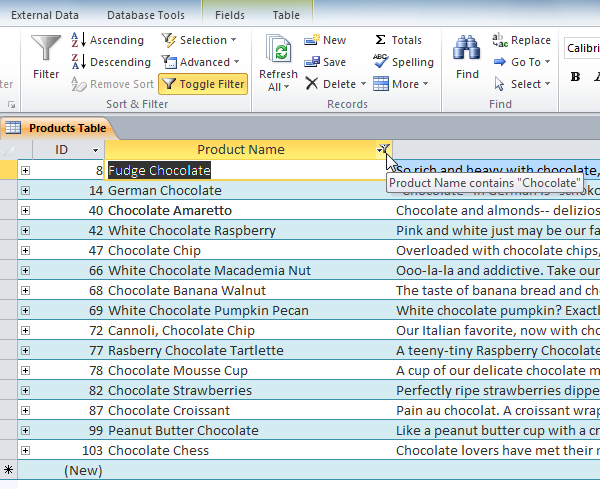 External Data Database Tools Fields Table
Ascending Selection New Σ Totals ab ac Replace Calibri
Filter Descending Advanced Refresh All Save ABC Spelling Find Go To
Remove Sort Toggle Filter Delete More Select B
Sort & Filter Records Find
Products Table
ID Product Name
8 Fudge Chocolate So rich and heavy with chocolate,
Product Name contains "Chocolate"
14 German Chocolate
40 Chocolate Amaretto Chocolate and almonds-- delizios
42 White Chocolate Raspberry Pink and white just may be our fa
47 Chocolate Chip Overloaded with chocolate chips,
66 White Chocolate Macademia Nut Ooo-la-la and addictive. Take our
68 Chocolate Banana Walnut The taste of banana bread and cho
69 White Chocolate Pumpkin Pecan White chocolate pumpkin? Exactl
72 Cannoli, Chocolate Chip Our Italian favorite, now with cho
77 Rasberry Chocolate Tartlette A teeny-tiny Raspberry Chocolate
78 Chocolate Mousse Cup A cup of our delicate chocolate m
82 Chocolate Strawberries Perfectly ripe strawberries dippe
87 Chocolate Croissant Pain au chocolat. A croissant wrap
99 Peanut Butter Chocolate Like a peanut butter cup with a cr
103 Chocolate Chess Chocolate lovers have met their n
(New)